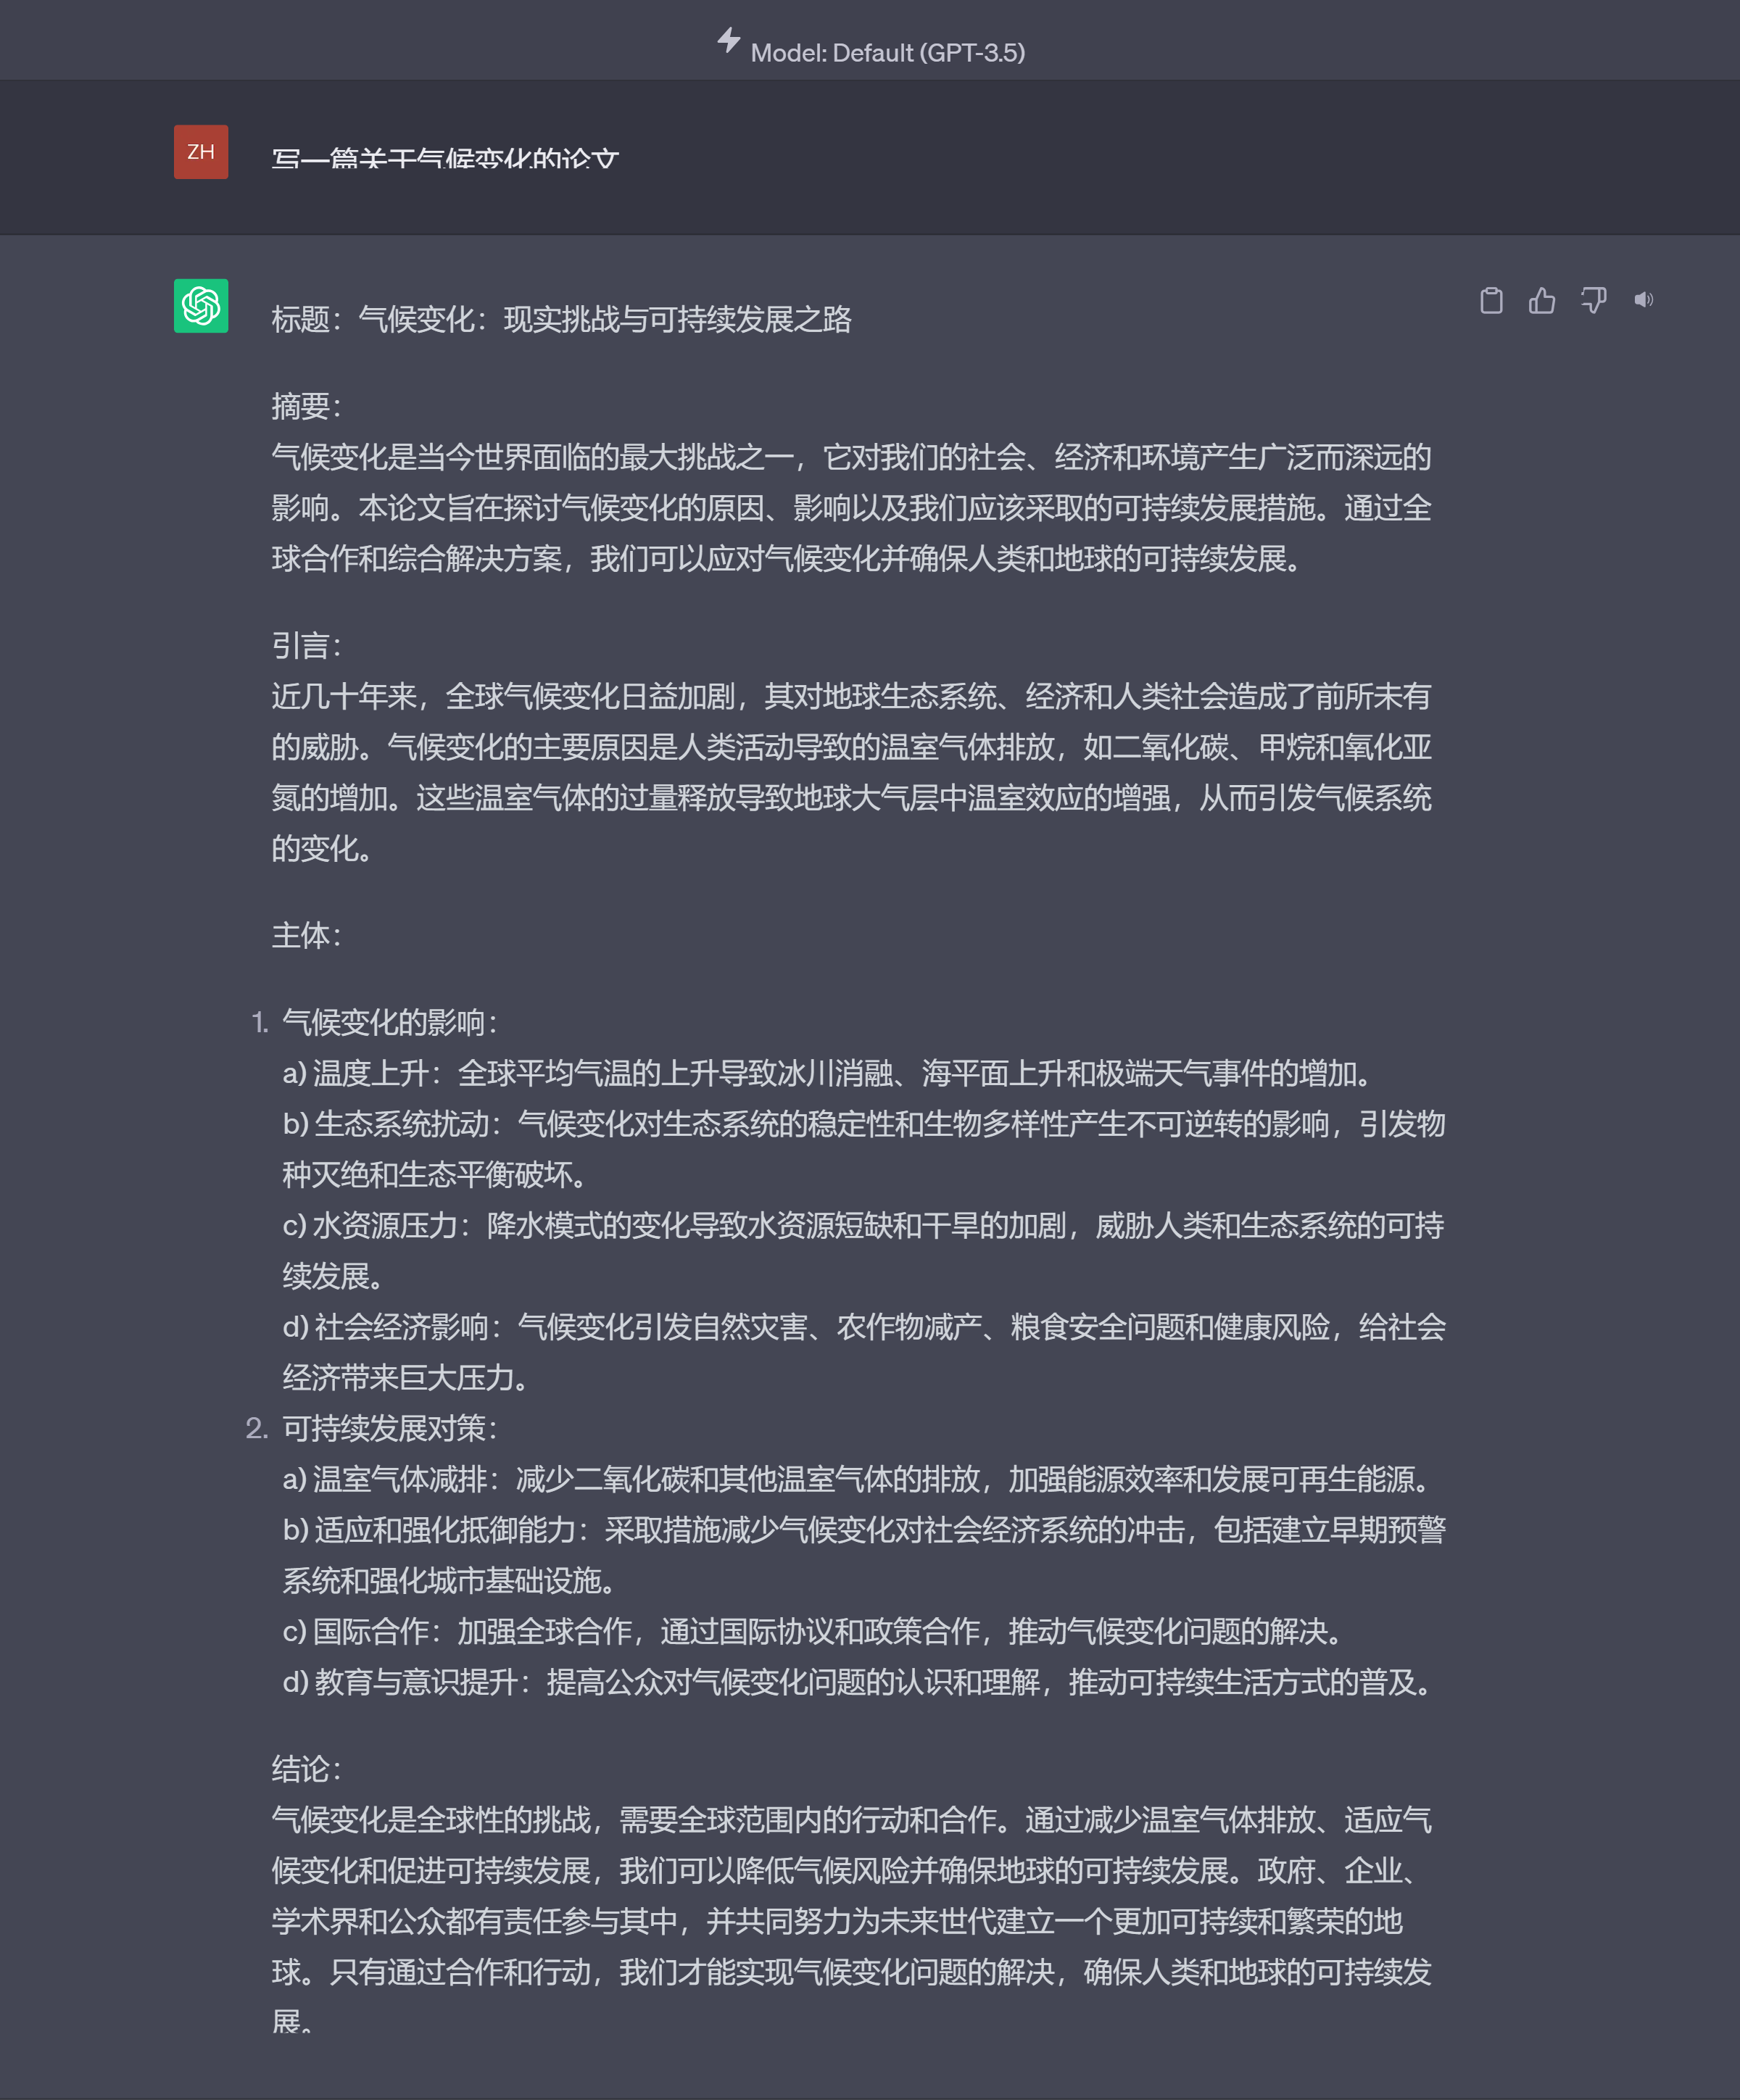 Model: Default (GPT-3.5)
ZH
写一篇关于气候变化的论文
标题：气候变化：现实挑战与可持续发展之路
摘要：
气候变化是当今世界面临的最大挑战之一，它对我们的社会、经济和环境产生广泛而深远的
影响。本论文旨在探讨气候变化的原因、影响以及我们应该采取的可持续发展措施。通过全
球合作和综合解决方案，我们可以应对气候变化并确保人类和地球的可持续发展。
引言：
近几十年来，全球气候变化日益加剧，其对地球生态系统、经济和人类社会造成了前所未有
的威胁。气候变化的主要原因是人类活动导致的温室气体排放，如二氧化碳、甲烷和氧化亚
氮的增加。这些温室气体的过量释放导致地球大气层中温室效应的增强，从而引发气候系统
的变化。
主体：
1. 气候变化的影响：
a) 温度上升：全球平均气温的上升导致冰川消融、海平面上升和极端天气事件的增加。
b) 生态系统扰动：气候变化对生态系统的稳定性和生物多样性产生不可逆转的影响，引发物
种灭绝和生态平衡破坏。
c) 水资源压力：降水模式的变化导致水资源短缺和干旱的加剧，威胁人类和生态系统的可持
续发展。
d) 社会经济影响：气候变化引发自然灾害、农作物减产、粮食安全问题和健康风险，给社会
经济带来巨大压力。
2. 可持续发展对策：
a) 温室气体减排：减少二氧化碳和其他温室气体的排放，加强能源效率和发展可再生能源。
b) 适应和强化抵御能力：采取措施减少气候变化对社会经济系统的冲击，包括建立早期预警
系统和强化城市基础设施。
c) 国际合作：加强全球合作，通过国际协议和政策合作，推动气候变化问题的解决。
d) 教育与意识提升：提高公众对气候变化问题的认识和理解，推动可持续生活方式的普及。
结论：
气候变化是全球性的挑战，需要全球范围内的行动和合作。通过减少温室气体排放、适应气
候变化和促进可持续发展，我们可以降低气候风险并确保地球的可持续发展。政府、企业、
学术界和公众都有责任参与其中，并共同努力为未来世代建立一个更加可持续和繁荣的地
球。只有通过合作和行动，我们才能实现气候变化问题的解决，确保人类和地球的可持续发
展。